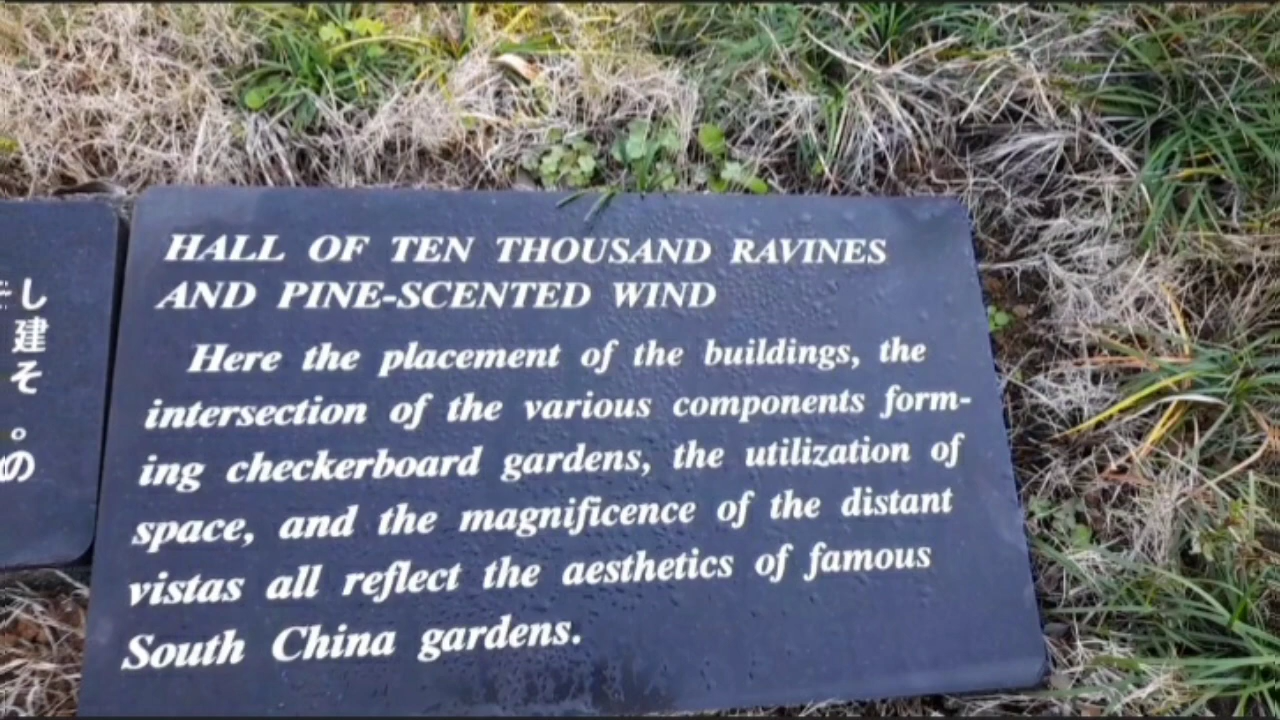 HALL OF TEN THOUSAND RAVINES
AND PINE-SCENTED WIND
Here the placement of the buildings, the
intersection of the various components form-
ing checkerboard gardens, the utilization of
space, and the magnificence of the distant
vistas all reflect the aesthetics of famous
South China gardens.
し建そ。の